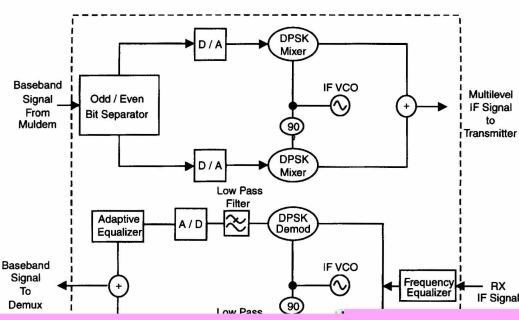 D / A
DPSK
Mixer
Baseband
Signal
From
Muldem
Odd / Even
Bit Separator
IF VCO
90
+
Multilevel
IF Signal
to
Transmitter
D / A
DPSK
Mixer
Low Pass
Filter
Adaptive
Equalizer
A / D
DPSK
Demod
Baseband
Signal
To
Demux
+
IF VCO
90
Frequency
Equalizer
RX
IF Signal
Low Pass